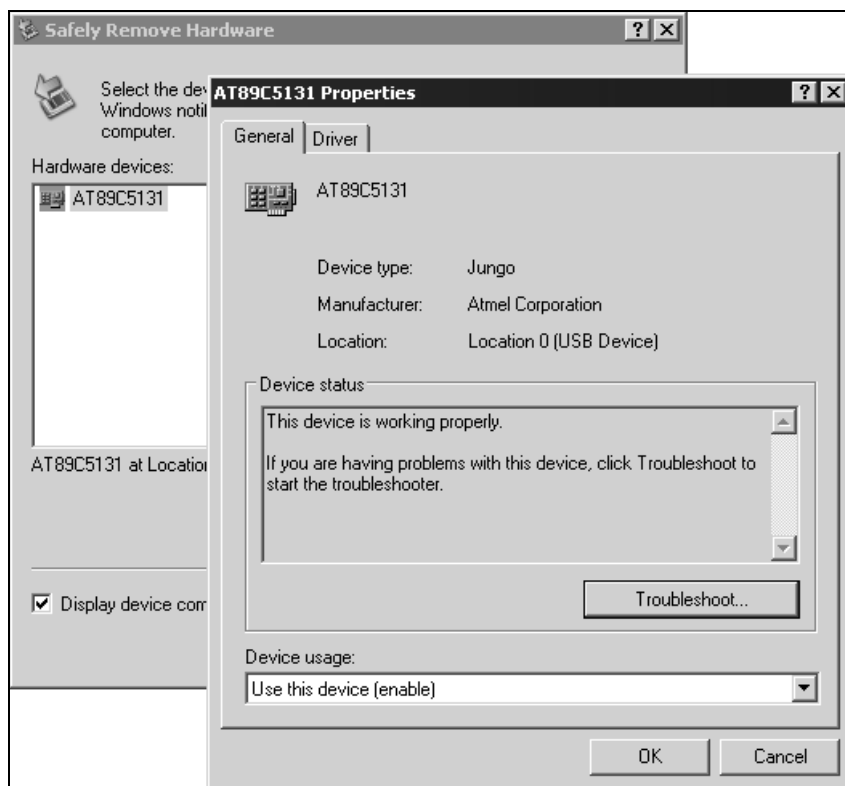 Safely Remove Hardware
Select the dev
Windows notif
computer.
Hardware devices:
AT89C5131
AT89C5131 at Location
Display device com
AT89C5131 Properties
General
Driver
AT89C5131
Device type: Jungo
Manufacturer: Atmel Corporation
Location: Location 0 (USB Device)
Device status
This device is working properly.
If you are having problems with this device, click Troubleshoot to
start the troubleshooter.
Troubleshoot...
Device usage:
Use this device (enable)
OK
Cancel